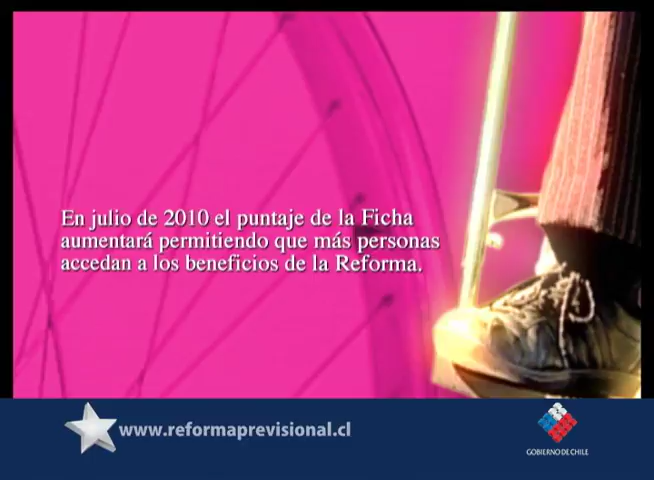 En julio de 2010 el puntaje de la Ficha
aumentará permitiendo que más personas
accedan a los beneficios de la Reforma.
www.reformaprevisional.cl
GOBIERNO DE CHILE